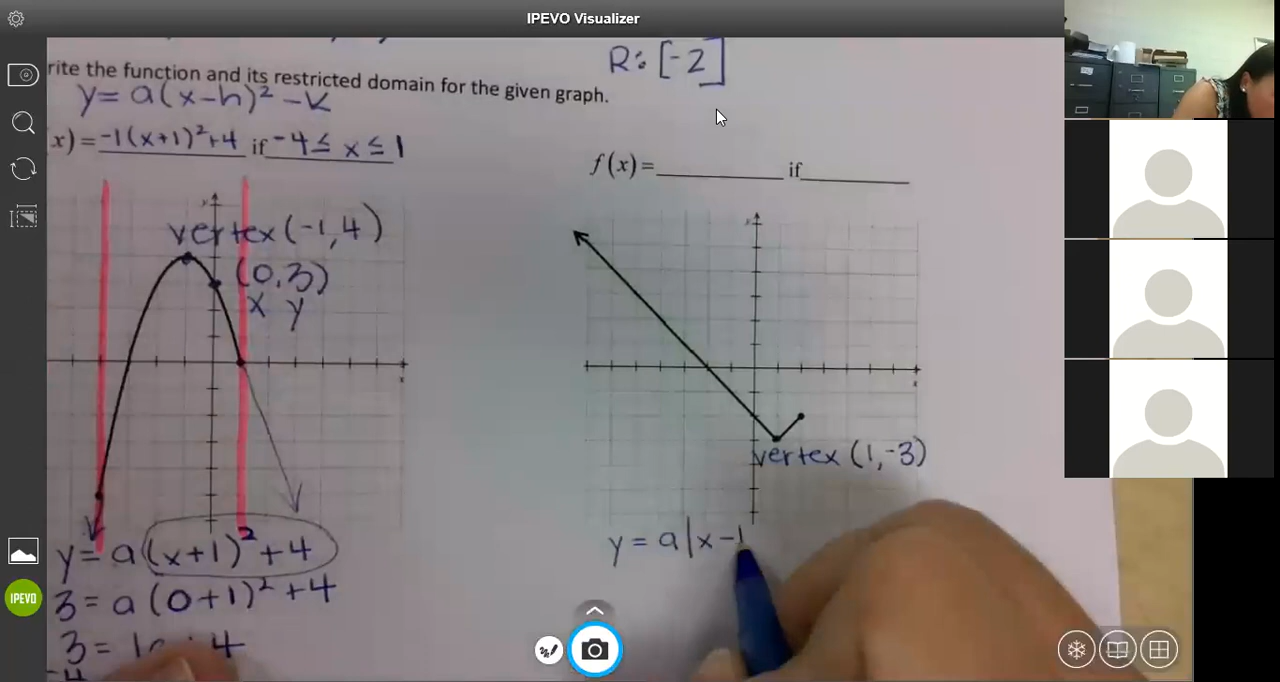 IPEVO Visualizer
R: [-2]
rite the function and its restricted domain for the given graph.
y = a(x-h)² - k
x) = -1(x+1)²+4 if -4 ≤ x ≤ 1
f(x) = ____________ if __________
y
y
vertex (-1, 4)
(0, 3)
x y
x
x
vertex (1, -3)
y = a(x+1)² + 4
y = a|x - 1
3 = a(0+1)² + 4
IPEVO